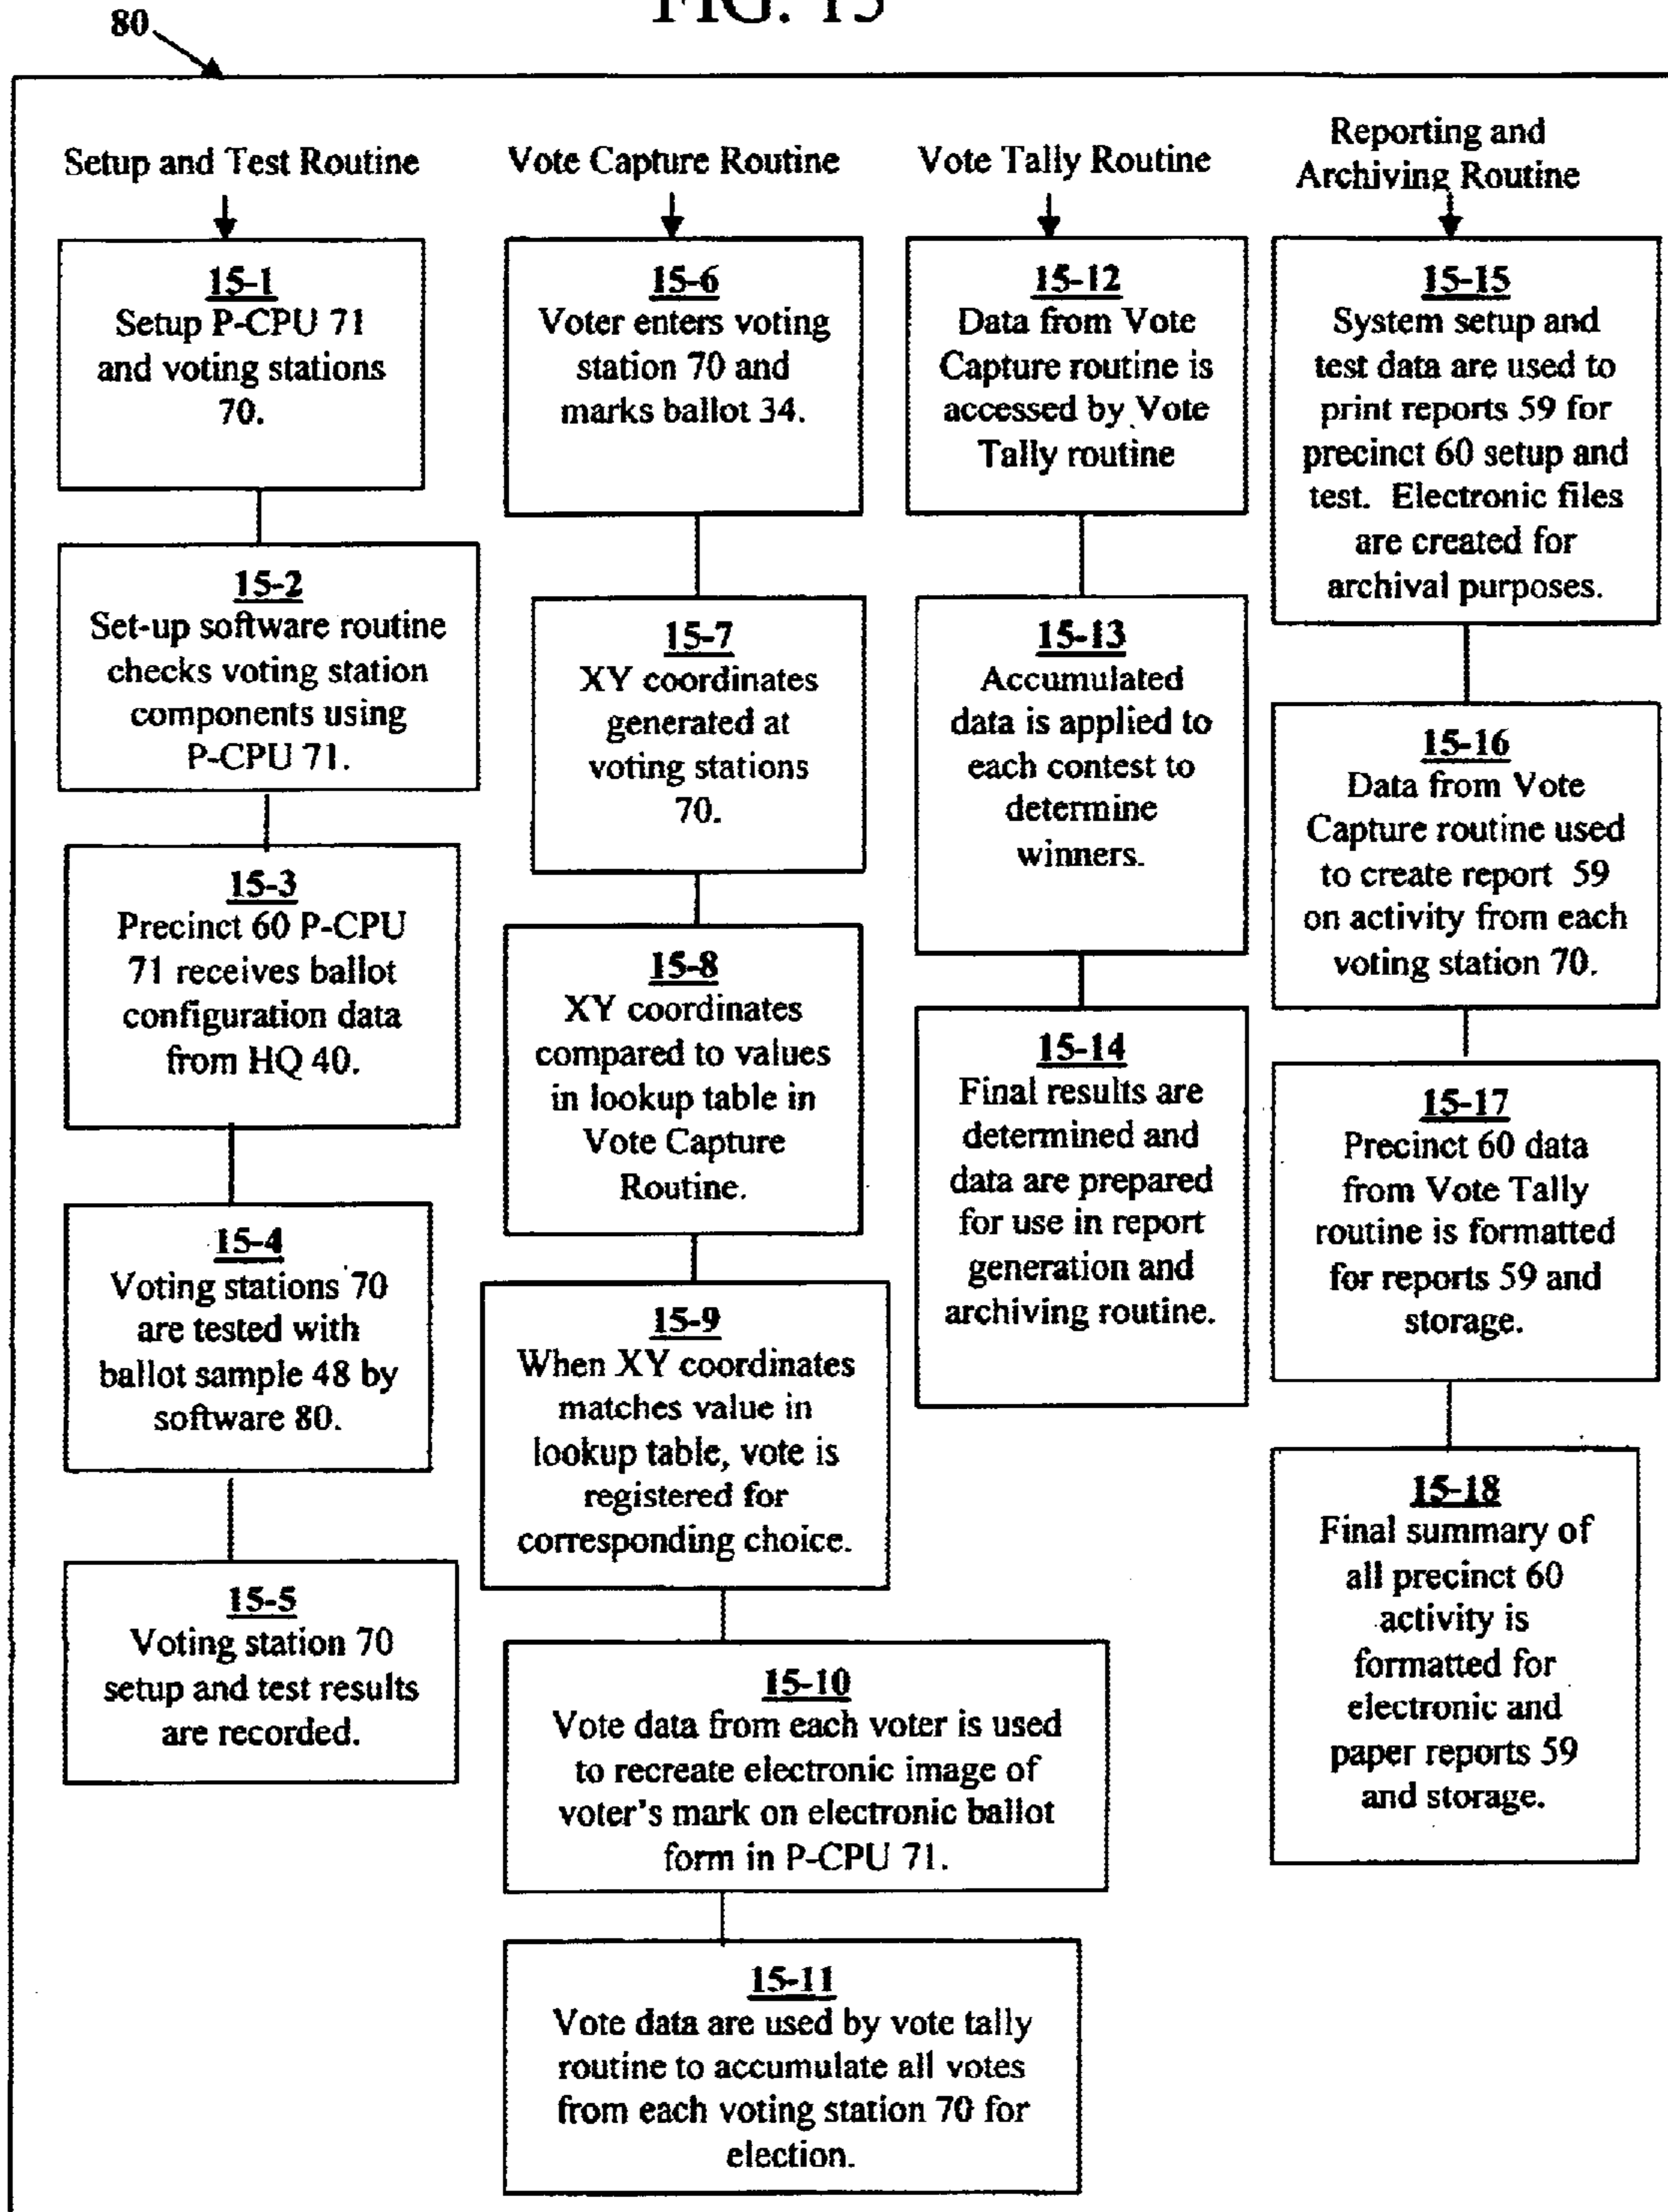 FIG. 15
80
Setup and Test Routine
15-1
Setup P-CPU 71
and voting stations
70.
15-2
Set-up software routine
checks voting station
components using
P-CPU 71.
15-3
Precinct 60 P-CPU
71 receives ballot
configuration data
from HQ 40.
15-4
Voting stations 70
are tested with
ballot sample 48 by
software 80.
15-5
Voting station 70
setup and test results
are recorded.
Vote Capture Routine
15-6
Voter enters voting
station 70 and
marks ballot 34.
15-7
XY coordinates
generated at
voting stations
70.
15-8
XY coordinates
compared to values
in lookup table in
Vote Capture
Routine.
15-9
When XY coordinates
matches value in
lookup table, vote is
registered for
corresponding choice.
15-10
Vote data from each voter is used
to recreate electronic image of
voter's mark on electronic ballot
form in P-CPU 71.
15-11
Vote data are used by vote tally
routine to accumulate all votes
from each voting station 70 for
election.
Vote Tally Routine
15-12
Data from Vote
Capture routine is
accessed by Vote
Tally routine
15-13
Accumulated
data is applied to
each contest to
determine
winners.
15-14
Final results are
determined and
data are prepared
for use in report
generation and
archiving routine.
Reporting and
Archiving Routine
15-15
System setup and
test data are used to
print reports 59 for
precinct 60 setup and
test. Electronic files
are created for
archival purposes.
15-16
Data from Vote
Capture routine used
to create report 59
on activity from each
voting station 70.
15-17
Precinct 60 data
from Vote Tally
routine is formatted
for reports 59 and
storage.
15-18
Final summary of
all precinct 60
activity is
formatted for
electronic and
paper reports 59
and storage.